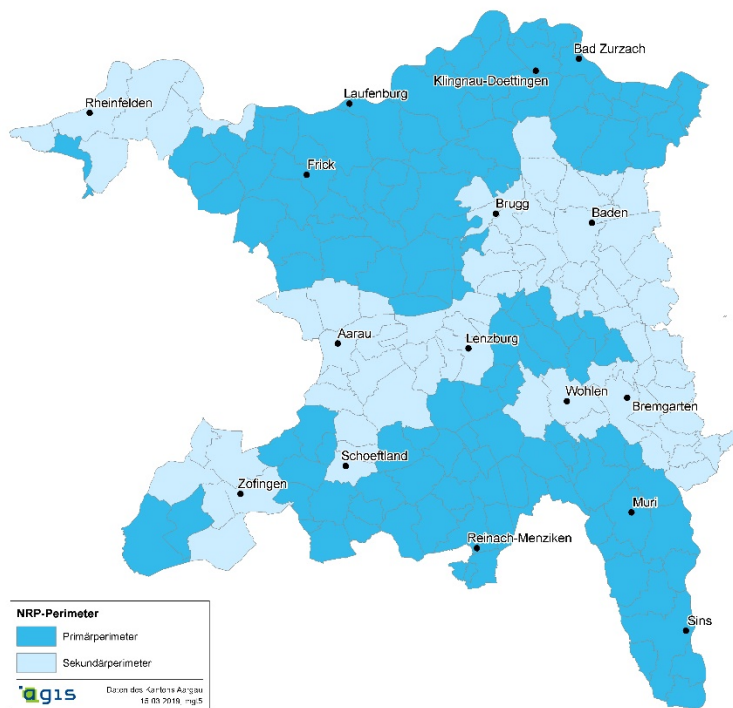 Bad Zurzach
Klingnau-Doettingen
Laufenburg
Rheinfelden
Frick
Brugg
Baden
Aarau
Lenzburg
Wohlen
Bremgarten
Schoeftland
Zofingen
Muri
Reinach-Menziken
Sins
NRP-Perimeter
Primärperimeter
Sekundärperimeter
agis
Daten des Kantons Aargau
15.03.2019, mgl5